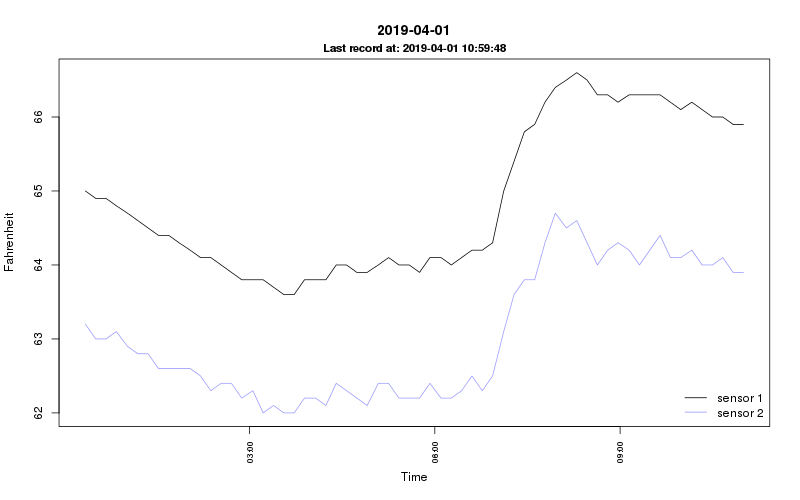 2019-04-01
Last record at: 2019-04-01 10:59:48
Fahrenheit
66
65
64
63
62
sensor 1
sensor 2
03:00
06:00
09:00
Time